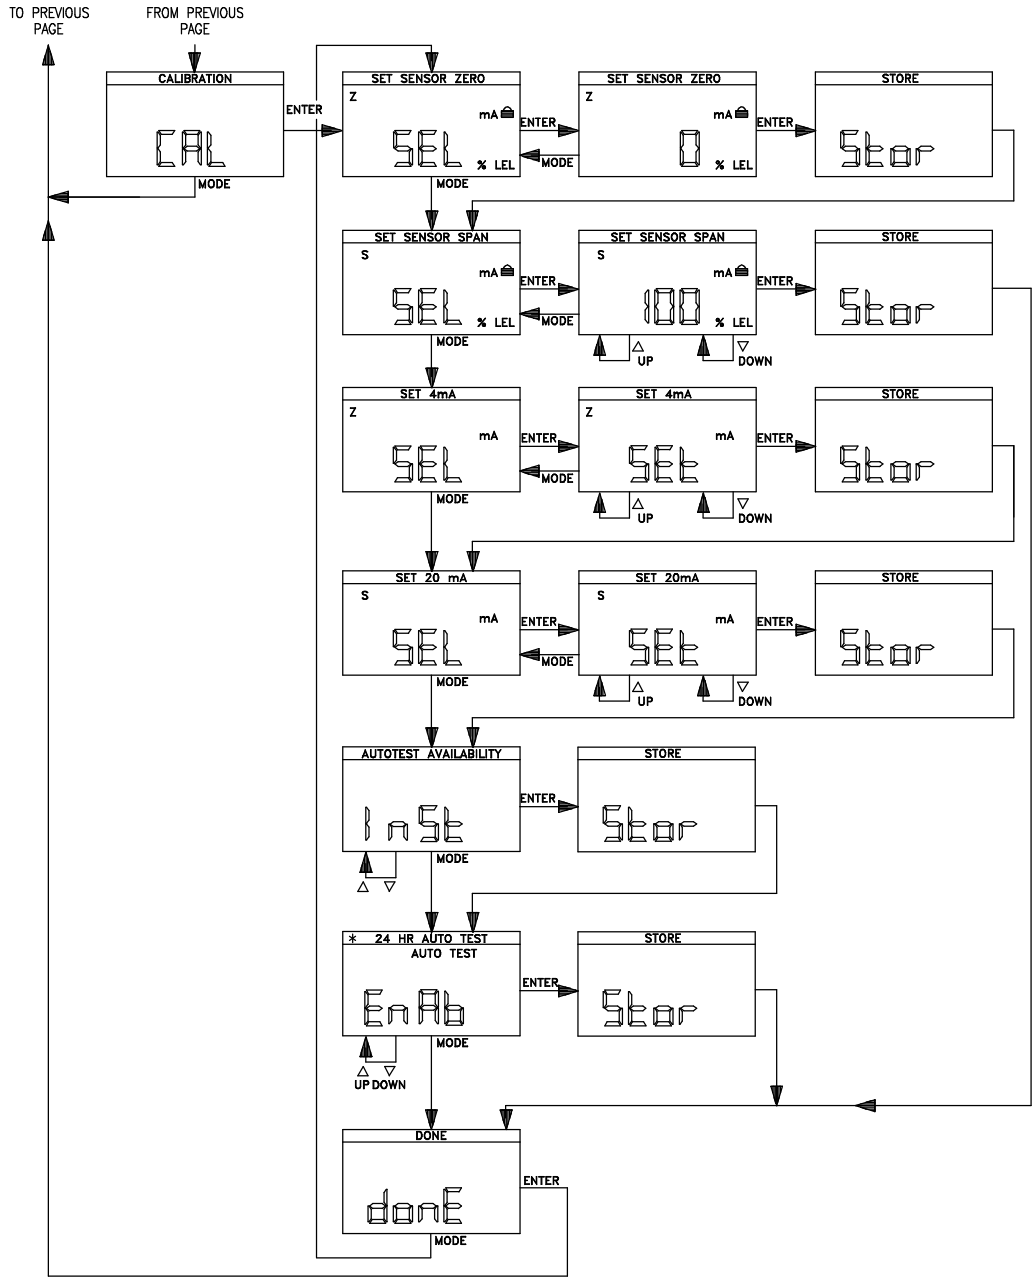 TO PREVIOUS
PAGE
FROM PREVIOUS
PAGE
CALIBRATION
CAL
MODE
ENTER
SET SENSOR ZERO
Z
mA
SEL
% LEL
MODE
ENTER
MODE
SET SENSOR ZERO
Z
mA
0
% LEL
ENTER
STORE
Stor
SET SENSOR SPAN
S
mA
SEL
% LEL
MODE
ENTER
MODE
SET SENSOR SPAN
S
mA
100
% LEL
△
UP
▽
DOWN
ENTER
STORE
Stor
SET 4mA
Z
mA
SEL
MODE
ENTER
MODE
SET 4mA
Z
mA
SEt
△
UP
▽
DOWN
ENTER
STORE
Stor
SET 20 mA
S
mA
SEL
MODE
ENTER
MODE
SET 20mA
S
mA
SEt
△
UP
▽
DOWN
ENTER
STORE
Stor
AUTOTEST AVAILABILITY
InSt
△ ▽
MODE
ENTER
STORE
Stor
* 24 HR AUTO TEST
AUTO TEST
EnAb
△ ▽
UP DOWN
MODE
ENTER
STORE
Stor
DONE
donE
MODE
ENTER